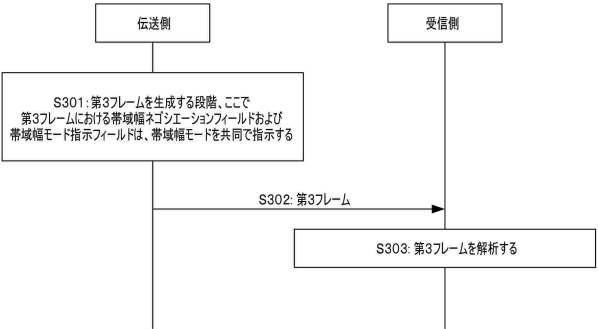 伝送側
受信側
S301:第3フレームを生成する段階、ここで
第3フレームにおける帯域幅ネゴシエーションフィールドおよび
帯域幅モード指示フィールドは、帯域幅モードを共同で指示する
S302:第3フレーム
S303:第3フレームを解析する